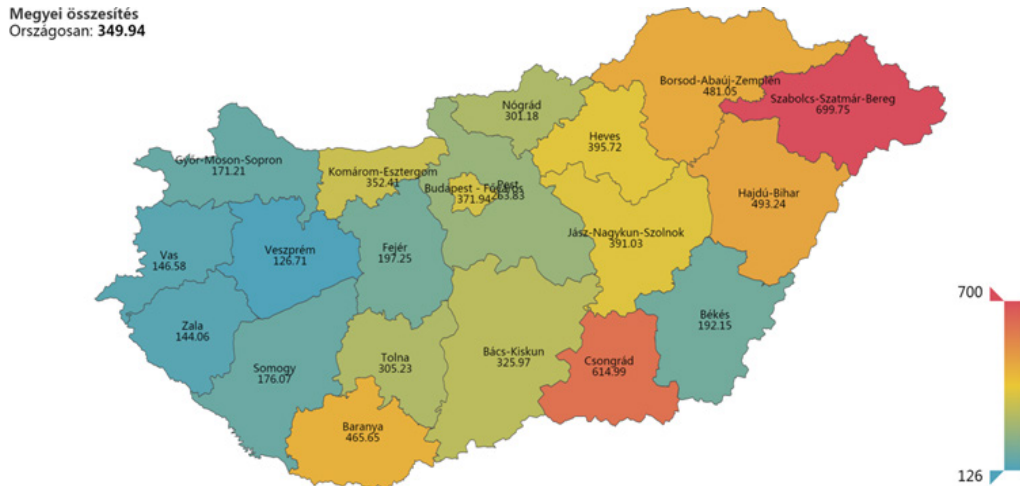 Megyei összesítés
Országosan: 349.94
Borsod-Abaúj-Zemplén
481.05
Szabolcs-Szatmár-Bereg
699.75
Nógrád
301.18
Heves
395.72
Győr-Moson-Sopron
171.21
Komárom-Esztergom
352.41
Budapest - Főváros
371.94
Pest
263.83
Hajdú-Bihar
493.24
Jász-Nagykun-Szolnok
391.03
Vas
146.58
Veszprém
126.71
Fejér
197.25
Zala
144.06
Somogy
176.07
Tolna
305.23
Bács-Kiskun
325.97
Csongrád
614.99
Békés
192.15
Baranya
465.65
700
126